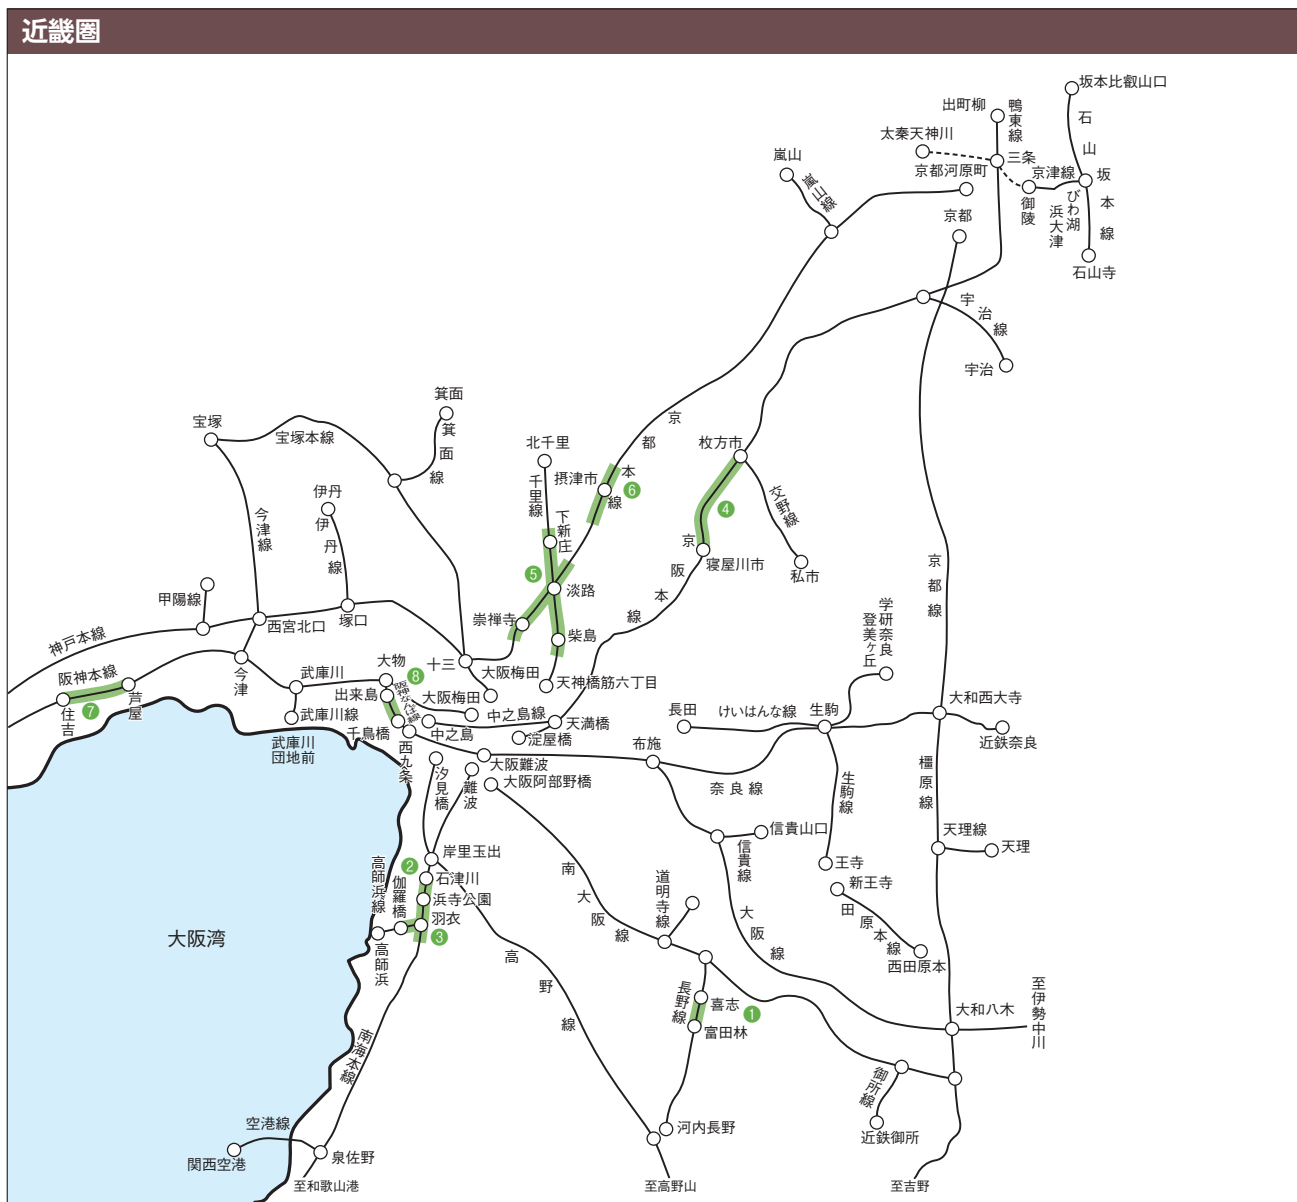 近畿圏
坂本比叡山口
出町柳
鴨東線
石山坂本線
太秦天神川
三条
嵐山
京都河原町
京津線
嵐山線
御陵
びわ湖
浜大津
京都
石山寺
宇治線
宇治
箕面
宝塚
宝塚本線
箕面線
京都本線
枚方市
北千里
摂津市
千里線
6
伊丹
伊丹線
今津線
交野線
4
下新庄
京阪本線
寝屋川市
私市
京都線
5
淡路
甲陽線
崇禅寺
学研奈良
登美ヶ丘
西宮北口
塚口
柴島
神戸本線
阪神本線
今津
武庫川
大物
8
十三
大阪梅田
天神橋筋六丁目
芦屋
出来島
阪神なんば線
大阪梅田
住吉
7
武庫川線
千鳥橋
中之島
中之島線
天満橋
長田
けいはんな線
生駒
大和西大寺
武庫川
団地前
西九条
淀屋橋
布施
近鉄奈良
大阪難波
汐見橋
難波
大阪阿部野橋
奈良線
生駒線
橿原線
信貴山口
天理線
天理
信貴線
岸里玉出
2
石津川
高師浜線
伽羅橋
南大阪線
道明寺線
王寺
新王寺
浜寺公園
羽衣
大阪線
田原本線
大阪湾
3
高師浜
西田原本
高野線
長野線
喜志
1
富田林
大和八木
至伊勢中川
南海本線
御所線
空港線
河内長野
近鉄御所
関西空港
泉佐野
至和歌山港
至高野山
至吉野